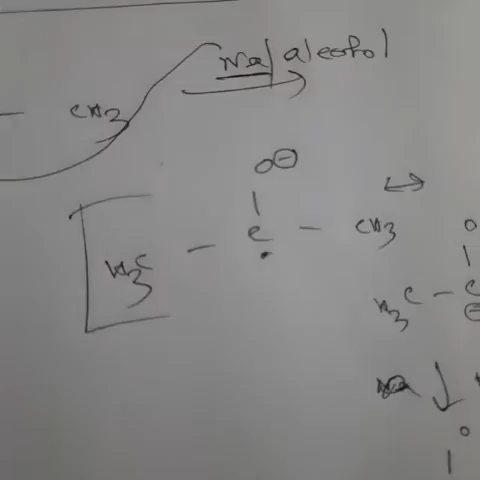 Na/alcohol
CH3
O⊖
|
H3C — C — CH3 ↔
•
O
|
H3C — C
⊖
Na ↓
O
|